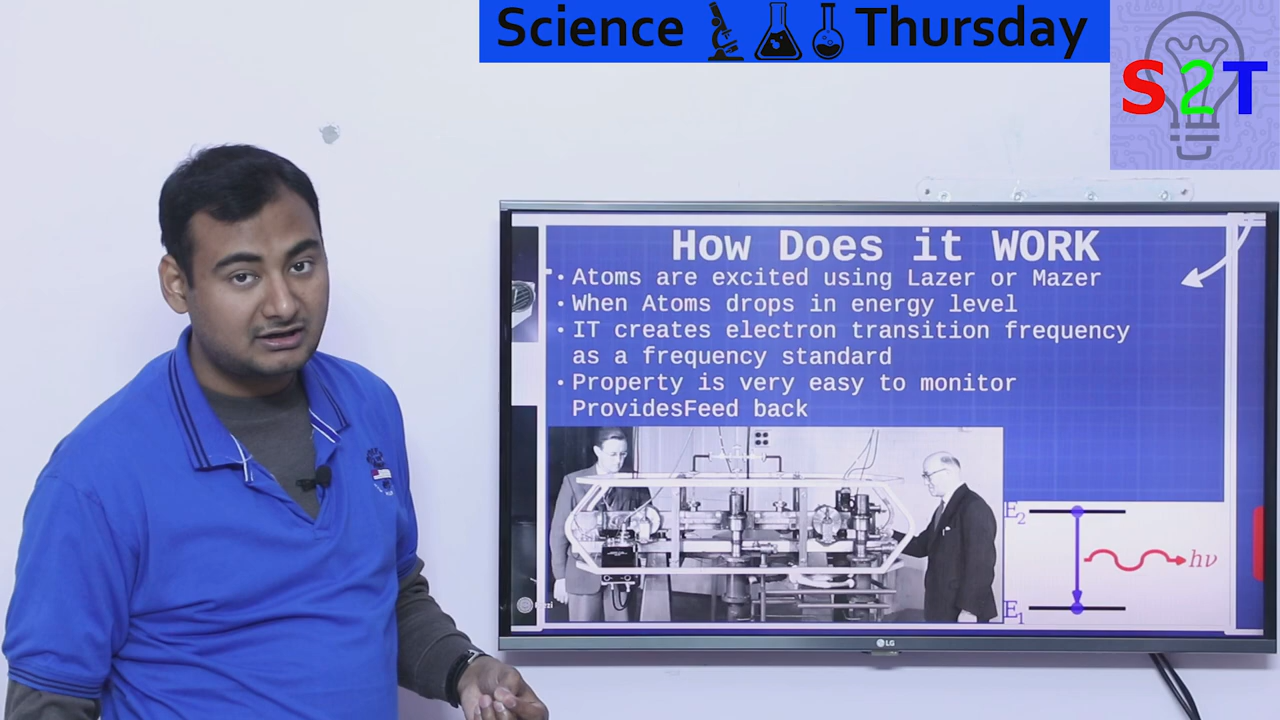 Science Thursday
S2T
How Does it WORK
• Atoms are excited using Lazer or Mazer
• When Atoms drops in energy level
• IT creates electron transition frequency
as a frequency standard
• Property is very easy to monitor
ProvidesFeed back
E2
hν
E1
LG